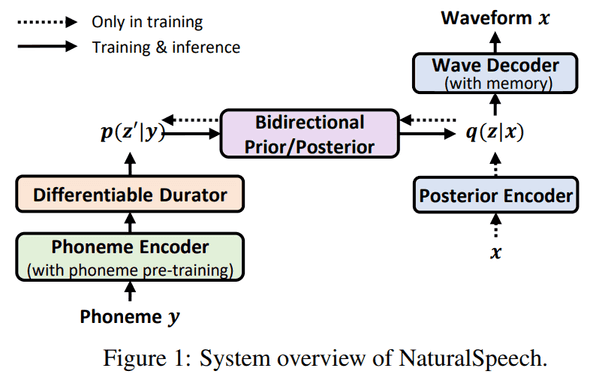 Only in training
Training & inference
Waveform x
Wave Decoder
(with memory)
p(z′|y)
Bidirectional
Prior/Posterior
q(z|x)
Differentiable Durator
Posterior Encoder
Phoneme Encoder
(with phoneme pre-training)
x
Phoneme y
Figure 1: System overview of NaturalSpeech.